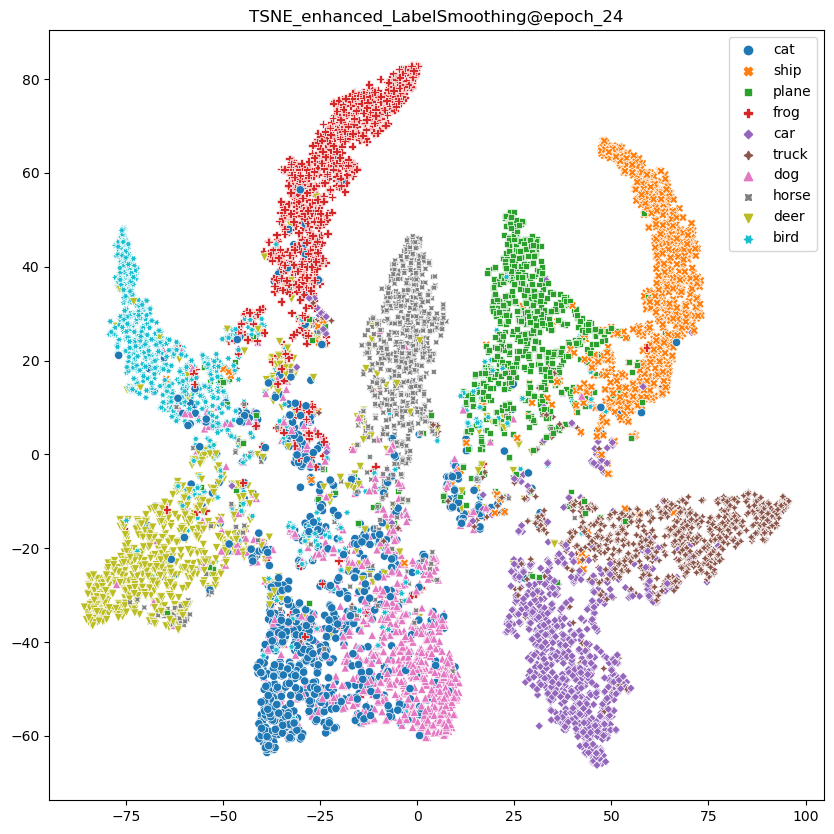 TSNE_enhanced_LabelSmoothing@epoch_24
cat
ship
plane
frog
car
truck
dog
horse
deer
bird
80
60
40
20
0
−20
−40
−60
−75 −50 −25 0 25 50 75 100